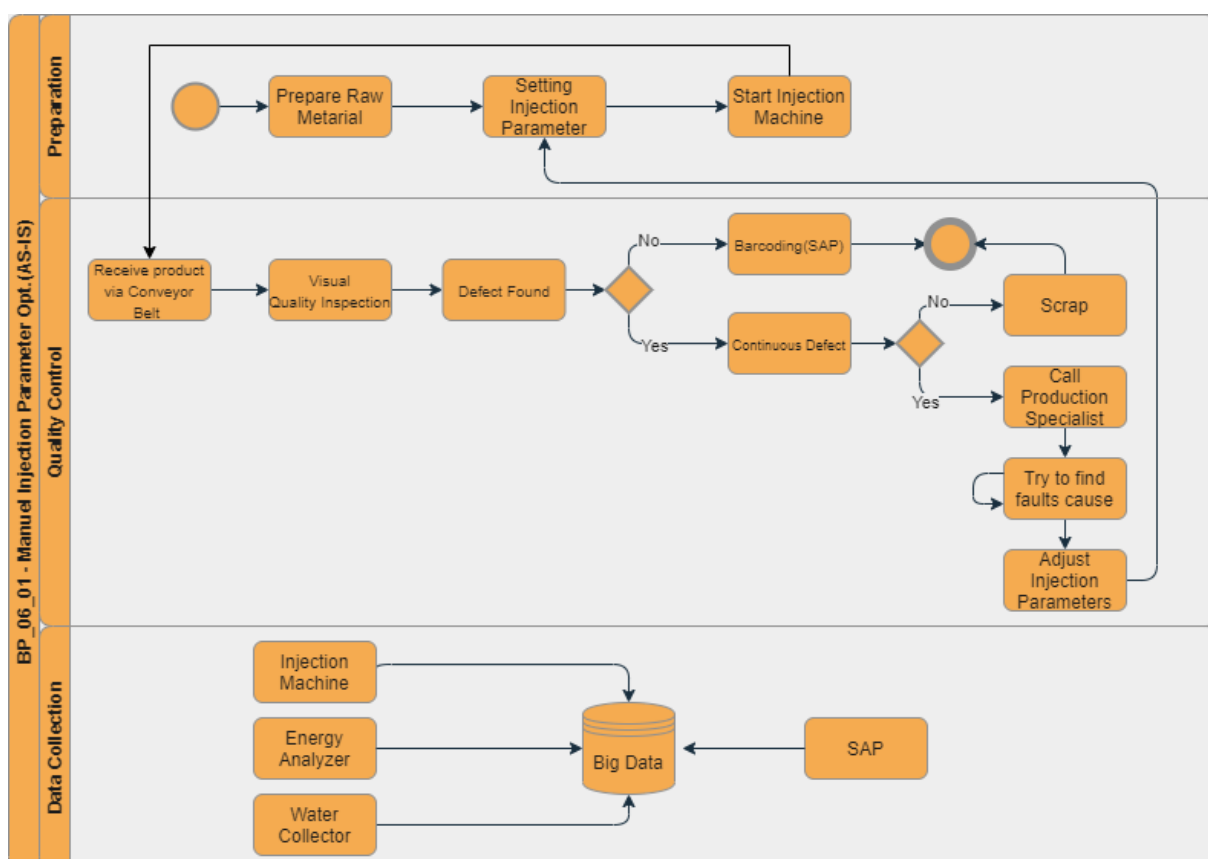 BP_06_01 - Manuel Injection Parameter Opt.(AS-IS)
Preparation
Prepare Raw
Metarial
Setting
Injection
Parameter
Start Injection
Machine
Quality Control
Receive product
via Conveyor
Belt
Visual
Quality Inspection
Defect Found
No
Barcoding(SAP)
Yes
Continuous Defect
No
Scrap
Yes
Call
Production
Specialist
Try to find
faults cause
Adjust
Injection
Parameters
Data Collection
Injection
Machine
Energy
Analyzer
Water
Collector
Big Data
SAP